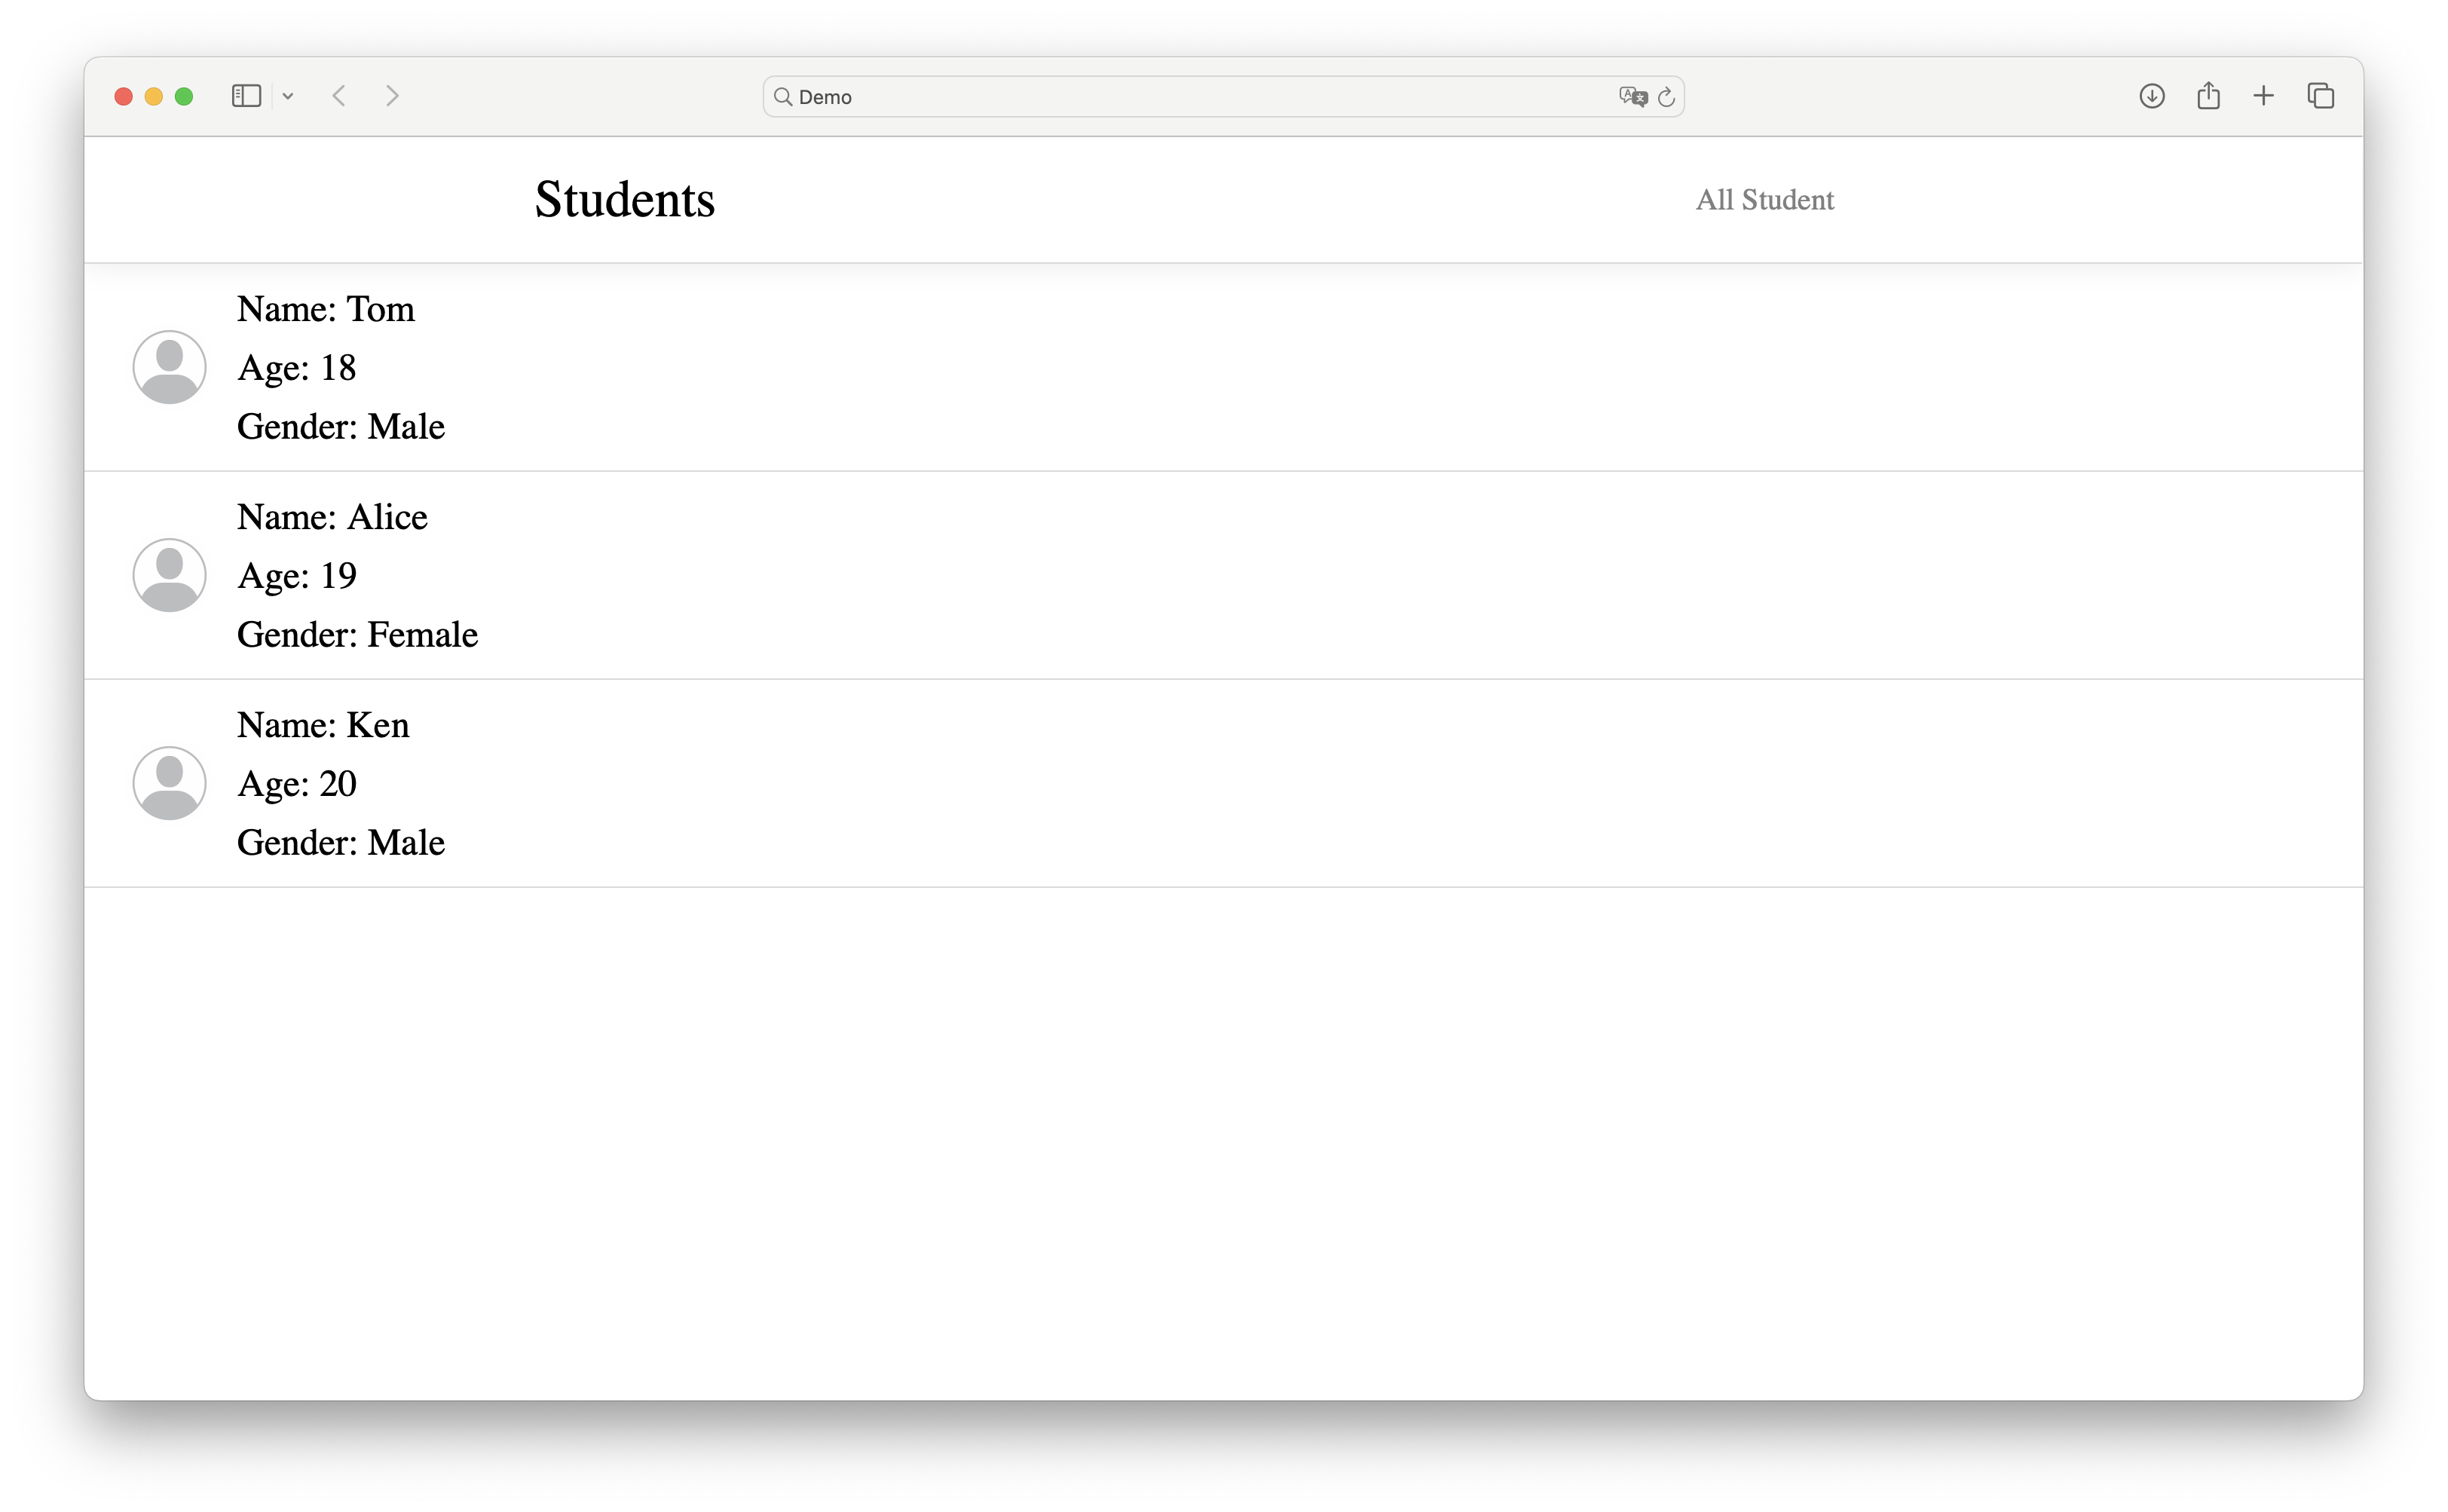 Demo
Students
All Student
Name: Tom
Age: 18
Gender: Male
Name: Alice
Age: 19
Gender: Female
Name: Ken
Age: 20
Gender: Male